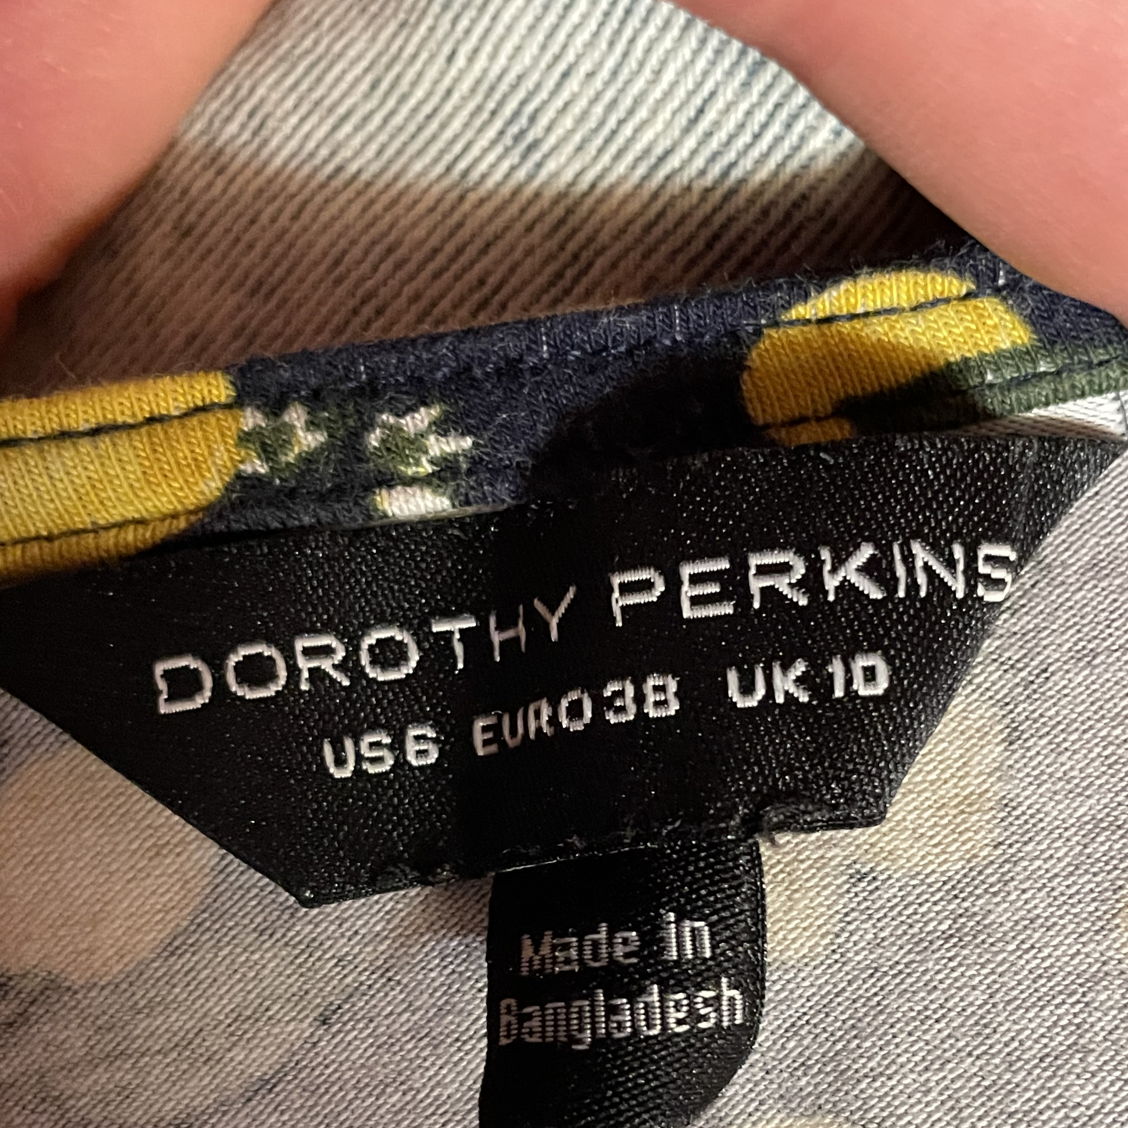 DOROTHY PERKINS
US6 EURO38 UK10
Made in
Bangladesh